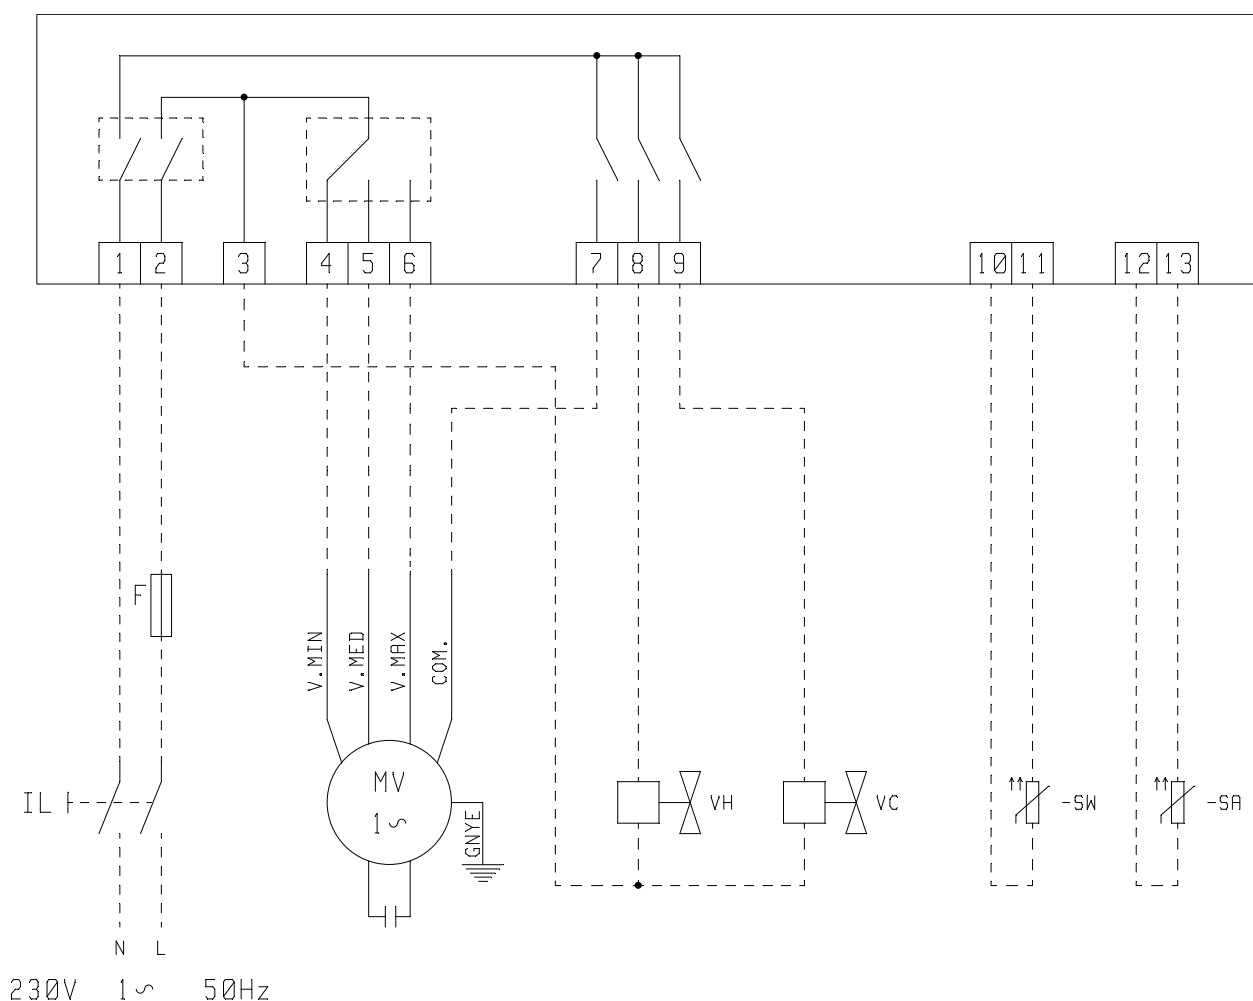 1 2 3 4 5 6 7 8 9 10 11 12 13
F
V.MIN
V.MED
V.MAX
COM.
MV
1~
GNYE
IL
VH
VC
-SW
-SA
N L
230V 1~ 50Hz